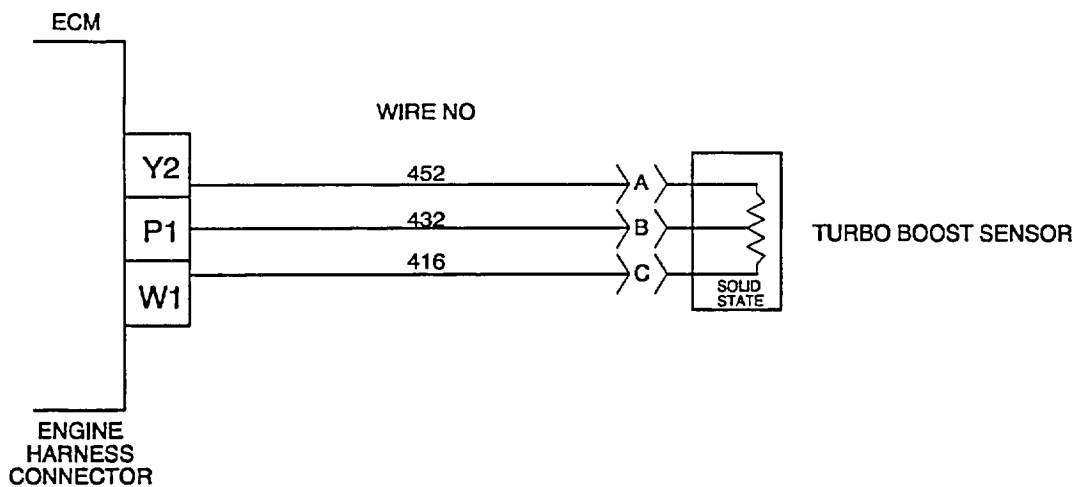 ECM
WIRE NO
Y2
452
A
P1
432
B
TURBO BOOST SENSOR
W1
416
C
SOLID
STATE
ENGINE
HARNESS
CONNECTOR